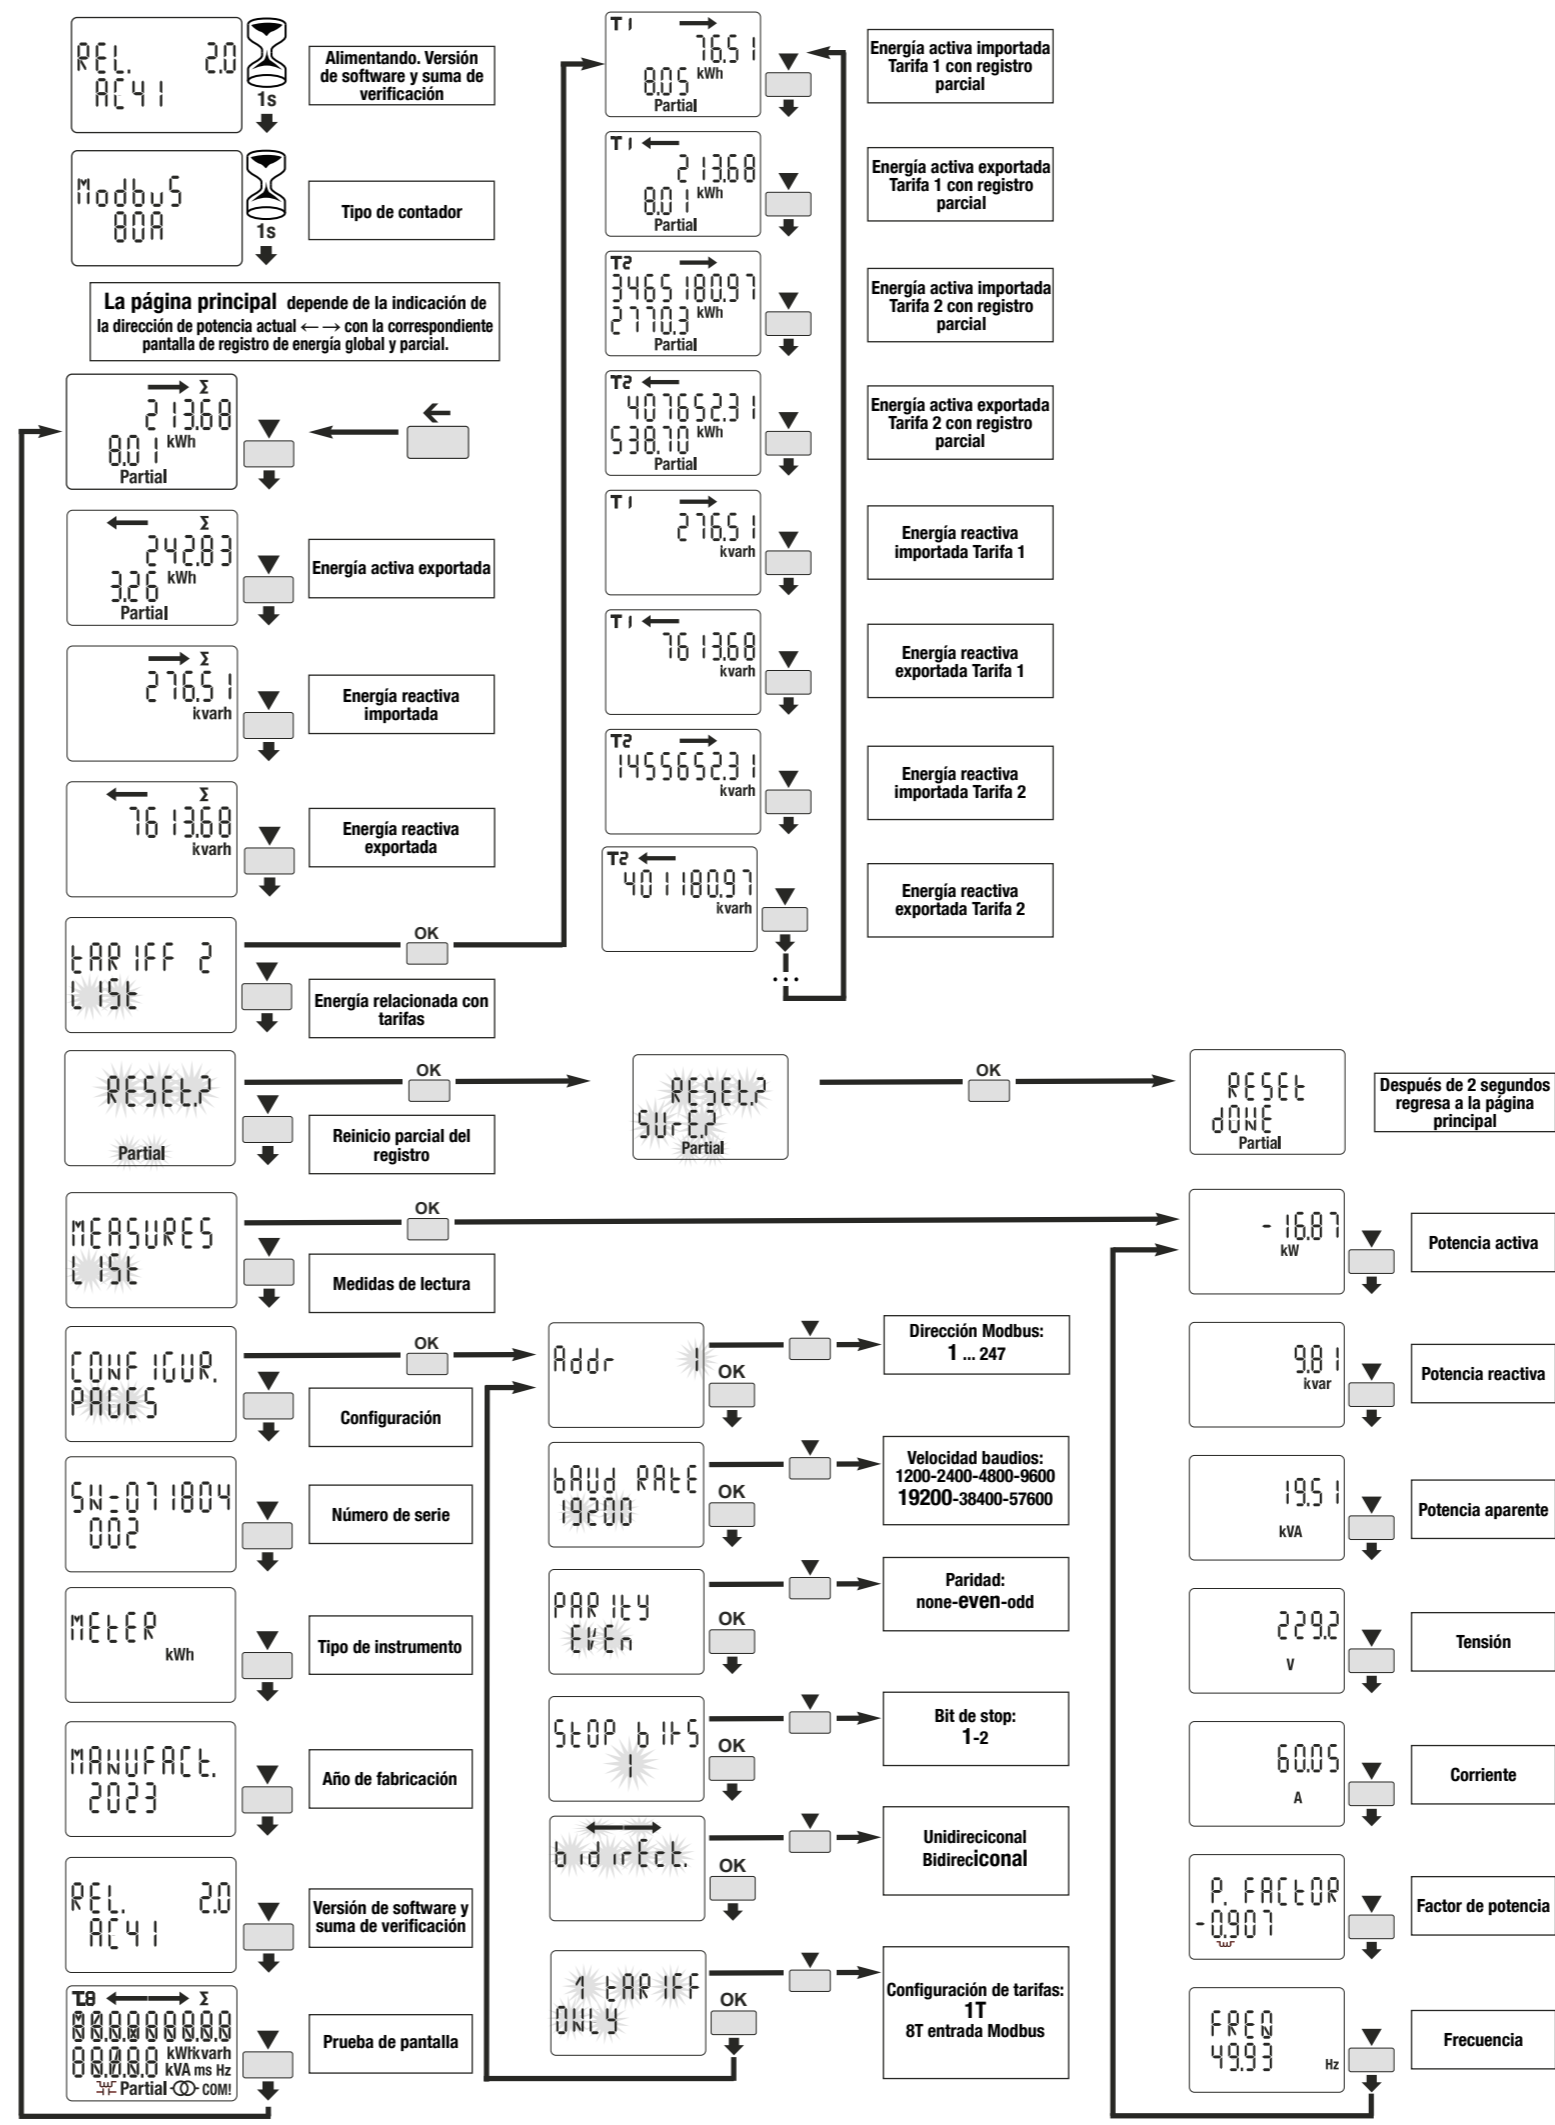 REL. 2.0
AC41
1s
Alimentando. Versión
de software y suma de
verificación
ModbuS
80A
1s
Tipo de contador
La página principal depende de la indicación de
la dirección de potencia actual ←→ con la correspondiente
pantalla de registro de energía global y parcial.
→ Σ
213.68
8.01 kWh
Partial
←
← Σ
242.83
3.26 kWh
Partial
Energía activa exportada
→ Σ
276.51
kvarh
Energía reactiva
importada
← Σ
7613.68
kvarh
Energía reactiva
exportada
tARIFF 2
LISt
OK
Energía relacionada con
tarifas
T1 →
76.51
8.05 kWh
Partial
Energía activa importada
Tarifa 1 con registro
parcial
T1 ←
213.68
8.01 kWh
Partial
Energía activa exportada
Tarifa 1 con registro
parcial
T2 →
3465180.97
2770.3 kWh
Partial
Energía activa importada
Tarifa 2 con registro
parcial
T2 ←
407652.31
538.70 kWh
Partial
Energía activa exportada
Tarifa 2 con registro
parcial
T1 →
276.51
kvarh
Energía reactiva
importada Tarifa 1
T1 ←
7613.68
kvarh
Energía reactiva
exportada Tarifa 1
T2 →
1455652.31
kvarh
Energía reactiva
importada Tarifa 2
T2 ←
401180.97
kvarh
Energía reactiva
exportada Tarifa 2
...
RESEt?
Partial
OK
Reinicio parcial del
registro
RESEt?
SUrE?
Partial
OK
RESEt
dONE
Partial
Después de 2 segundos
regresa a la página
principal
MEASURES
LISt
OK
Medidas de lectura
CONFIGUR.
PAGES
OK
Configuración
SN=071804
002
Número de serie
MEtER
kWh
Tipo de instrumento
MANUFACt.
2023
Año de fabricación
REL. 2.0
AC41
Versión de software y
suma de verificación
T.8 ←→ Σ
kWhkvarh
kVA ms Hz
Partial COM!
Prueba de pantalla
Addr 1
OK
Dirección Modbus:
1 ... 247
bAUd RAtE
19200
OK
Velocidad baudios:
1200-2400-4800-9600
19200-38400-57600
PARItY
EVEn
OK
Paridad:
none-even-odd
StOP bItS
1
OK
Bit de stop:
1-2
←→
bidirEct.
OK
Unidireciconal
Bidireciconal
1 tARIFF
ONLY
OK
Configuración de tarifas:
1T
8T entrada Modbus
-16.87
kW
Potencia activa
9.81
kvar
Potencia reactiva
19.51
kVA
Potencia aparente
229.2
V
Tensión
60.05
A
Corriente
P. FACtOR
-0.907
Factor de potencia
FREQ
49.93
Hz
Frecuencia